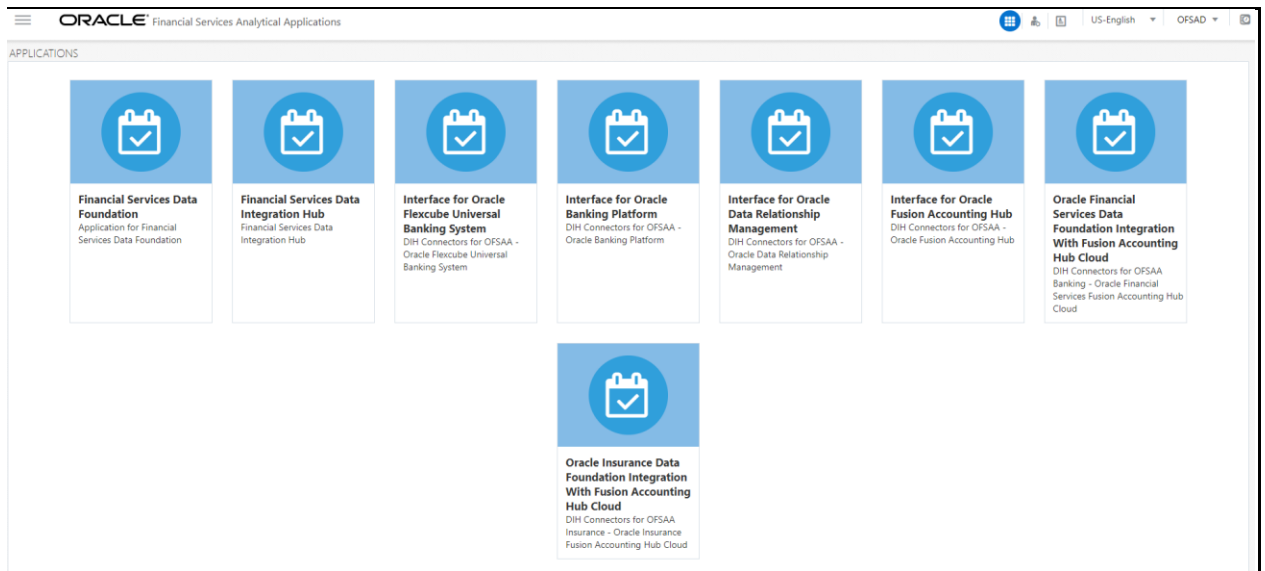 ORACLE Financial Services Analytical Applications
US-English
OFSAD
APPLICATIONS
Financial Services Data
Foundation
Application for Financial
Services Data Foundation
Financial Services Data
Integration Hub
Financial Services Data
Integration Hub
Interface for Oracle
Flexcube Universal
Banking System
DIH Connectors for OFSAA -
Oracle Flexcube Universal
Banking System
Interface for Oracle
Banking Platform
DIH Connectors for OFSAA -
Oracle Banking Platform
Interface for Oracle
Data Relationship
Management
DIH Connectors for OFSAA -
Oracle Data Relationship
Management
Interface for Oracle
Fusion Accounting Hub
DIH Connectors for OFSAA -
Oracle Fusion Accounting Hub
Oracle Financial
Services Data
Foundation Integration
With Fusion Accounting
Hub Cloud
DIH Connectors for OFSAA
Banking - Oracle Financial
Services Fusion Accounting Hub
Cloud
Oracle Insurance Data
Foundation Integration
With Fusion Accounting
Hub Cloud
DIH Connectors for OFSAA
Insurance - Oracle Insurance
Fusion Accounting Hub Cloud